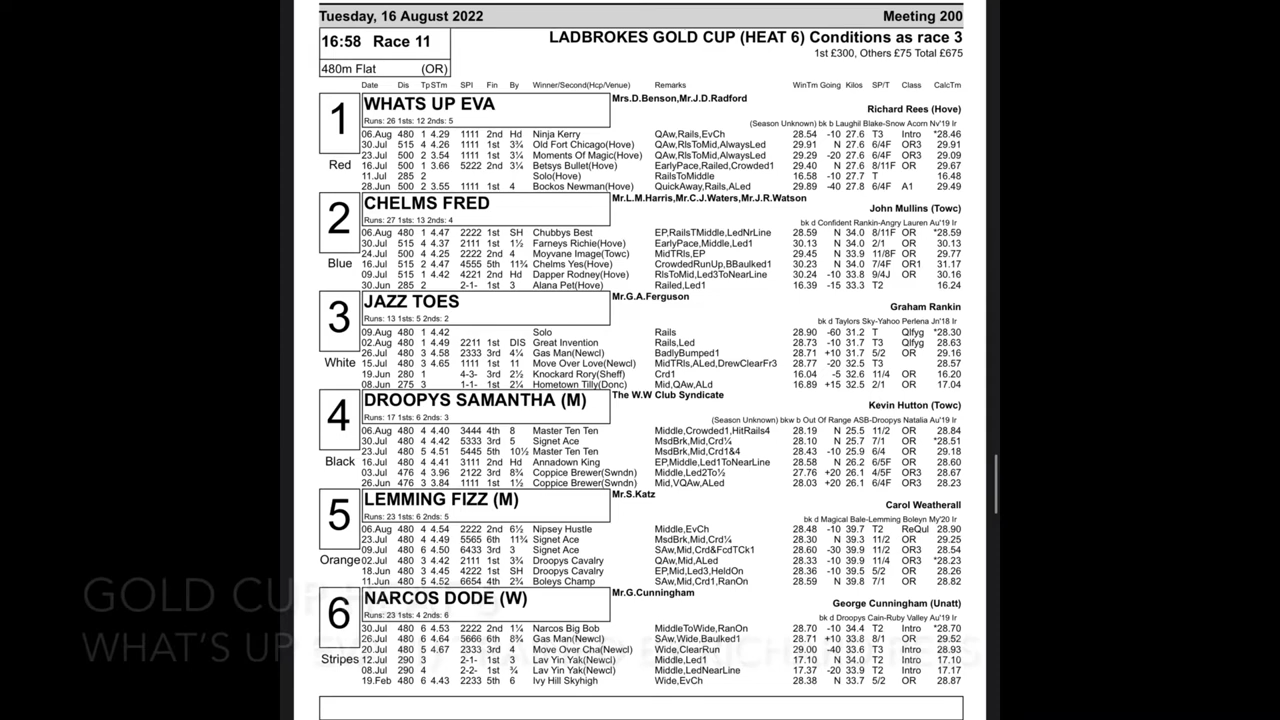 Tuesday, 16 August 2022 Meeting 200
16:58 Race 11 LADBROKES GOLD CUP (HEAT 6) Conditions as race 3
1st £300, Others £75 Total £675
480m Flat (OR)
Date Dis TpSTm SPl Fin By Winner/Second(Hcp/Venue) Remarks WinTm Going Kilos SP/T Class CalcTm
1 WHATS UP EVA Mrs.D.Benson,Mr.J.D.Radford
Richard Rees (Hove)
Runs: 26 1sts: 12 2nds: 5 (Season Unknown) bk b Laughil Blake-Snow Acorn Nv'19 Ir
Red
06.Aug 480 1 4.29 1111 2nd Hd Ninja Kerry QAw,Rails,EvCh 28.54 -10 27.6 T3 Intro *28.46
30.Jul 515 4 4.26 1111 1st 3¾ Old Fort Chicago(Hove) QAw,RlsToMid,AlwaysLed 29.91 N 27.6 6/4F OR3 29.91
23.Jul 500 2 3.54 1111 1st 3¼ Moments Of Magic(Hove) QAw,RlsToMid,AlwaysLed 29.29 -20 27.6 6/4F OR3 29.09
16.Jul 500 1 3.66 5222 2nd 3¼ Betsys Bullet(Hove) EarlyPace,Railed,Crowded1 29.40 N 27.6 8/11F OR 29.67
11.Jul 285 2 Solo(Hove) RailsToMiddle 16.58 -10 27.7 T 16.48
28.Jun 500 2 3.55 1111 1st 4 Bockos Newman(Hove) QuickAway,Rails,ALed 29.89 -40 27.8 6/4F A1 29.49
2 CHELMS FRED Mr.L.M.Harris,Mr.C.J.Waters,Mr.J.R.Watson
John Mullins (Towc)
Runs: 27 1sts: 13 2nds: 4 bk d Confident Rankin-Angry Lauren Au'19 Ir
Blue
06.Aug 480 1 4.47 2222 1st SH Chubbys Best EP,RailsTMiddle,LedNrLine 28.59 N 34.0 8/11F OR *28.59
30.Jul 515 4 4.37 2111 1st 1½ Farneys Richie(Hove) EarlyPace,Middle,Led1 30.13 N 34.0 2/1 OR 30.13
24.Jul 500 4 4.25 2222 2nd 4 Moyvane Image(Towc) MidTRls,EP 29.45 N 33.9 11/8F OR 29.77
16.Jul 515 2 4.47 4555 5th 11¾ Chelms Yes(Hove) CrowdedRunUp,BBaulked1 30.23 N 34.0 7/4F OR1 31.17
09.Jul 515 1 4.42 4221 2nd Hd Dapper Rodney(Hove) RlsToMid,Led3ToNearLine 30.24 -10 33.8 9/4J OR 30.16
30.Jun 285 2 2-1- 1st 3 Alana Pet(Hove) Railed,Led1 16.39 -15 33.3 T2 16.24
3 JAZZ TOES Mr.G.A.Ferguson
Graham Rankin
Runs: 13 1sts: 5 2nds: 2 bk d Taylors Sky-Yahoo Perlena Jn'18 Ir
White
09.Aug 480 1 4.42 Solo Rails 28.90 -60 31.2 T Qlfyg *28.30
02.Aug 480 1 4.49 2211 1st DIS Great Invention Rails,Led 28.73 -10 31.7 T3 Qlfyg 28.63
26.Jul 480 3 4.58 2333 3rd 4¼ Gas Man(Newcl) BadlyBumped1 28.71 +10 31.7 5/2 OR 29.16
15.Jul 480 3 4.65 1111 1st 11 Move Over Love(Newcl) MidTRls,ALed,DrewClearFr3 28.77 -20 32.5 T3 28.57
19.Jun 280 1 4-3- 3rd 2½ Knockard Rory(Sheff) Crd1 16.04 -5 32.6 11/4 OR 16.20
08.Jun 275 3 1-1- 1st 2¼ Hometown Tilly(Donc) Mid,QAw,ALd 16.89 +15 32.5 2/1 OR 17.04
4 DROOPYS SAMANTHA (M) The W.W Club Syndicate
Kevin Hutton (Towc)
Runs: 17 1sts: 6 2nds: 3 (Season Unknown) bkw b Out Of Range ASB-Droopys Natalia Au'19 Ir
Black
06.Aug 480 4 4.40 3444 4th 8 Master Ten Ten Middle,Crowded1,HitRails4 28.19 N 25.5 11/2 OR 28.84
30.Jul 480 4 4.42 5333 3rd 5 Signet Ace MsdBrk,Mid,Crd¼ 28.10 N 25.7 7/1 OR *28.51
23.Jul 480 5 4.51 5445 5th 10½ Master Ten Ten MsdBrk,Mid,Crd1&4 28.43 -10 25.9 6/4 OR 29.18
16.Jul 480 4 4.41 3111 2nd Hd Annadown King EP,Middle,Led1ToNearLine 28.58 N 26.2 6/5F OR 28.60
03.Jul 476 4 3.96 2122 3rd 8¾ Coppice Brewer(Swndn) Middle,Led2To½ 27.76 +20 26.1 4/5F OR3 28.67
26.Jun 476 3 3.84 1111 1st 1½ Coppice Brewer(Swndn) Mid,VQAw,ALed 28.03 +20 26.1 6/4F OR3 28.23
5 LEMMING FIZZ (M) Mr.S.Katz
Carol Weatherall
Runs: 23 1sts: 6 2nds: 5 bk d Magical Bale-Lemming Boleyn My'20 Ir
Orange
06.Aug 480 4 4.54 2222 2nd 6½ Nipsey Hustle Middle,EvCh 28.48 -10 39.7 T2 ReQul 28.90
23.Jul 480 4 4.49 5565 6th 11¾ Signet Ace MsdBrk,Mid,Crd¼ 28.30 N 39.3 11/2 OR 29.25
09.Jul 480 6 4.50 6433 3rd 3 Signet Ace SAw,Mid,Crd&FcdTCk1 28.60 -30 39.9 11/2 OR3 28.54
02.Jul 480 3 4.42 2111 1st 3¾ Droopys Cavalry QAw,Mid,ALed 28.33 -10 39.9 11/4 OR3 *28.23
18.Jun 480 3 4.45 4222 1st SH Droopys Cavalry EP,Mid,Led3,HeldOn 28.36 -10 39.5 5/2 OR 28.26
11.Jun 480 5 4.52 6654 4th 2¾ Boleys Champ SAw,Mid,Crd1,RanOn 28.59 N 39.8 7/1 OR 28.82
6 NARCOS DODE (W) Mr.G.Cunningham
George Cunningham (Unatt)
Runs: 23 1sts: 4 2nds: 6 bk d Droopys Cain-Ruby Valley Au'19 Ir
Stripes
30.Jul 480 6 4.53 2222 2nd 1¼ Narcos Big Bob MiddleToWide,RanOn 28.70 -10 34.4 T2 Intro *28.70
26.Jul 480 6 4.64 5666 6th 8¾ Gas Man(Newcl) SAw,Wide,Baulked1 28.71 +10 33.8 8/1 OR 29.52
20.Jul 480 5 4.67 2333 3rd 4 Move Over Cha(Newcl) Wide,ClearRun 29.00 -40 33.6 T3 Intro 28.93
12.Jul 290 3 2-1- 1st 3 Lav Yin Yak(Newcl) Middle,Led1 17.10 N 34.0 T2 Intro 17.10
08.Jul 290 4 2-2- 1st ¾ Lav Yin Yak(Newcl) Middle,LedNearLine 17.37 -20 33.9 T2 Intro 17.17
19.Feb 480 6 4.43 2233 5th 6 Ivy Hill Skyhigh Wide,EvCh 28.38 N 33.7 5/2 OR 28.87
GOLD CUP
WHAT'S UP